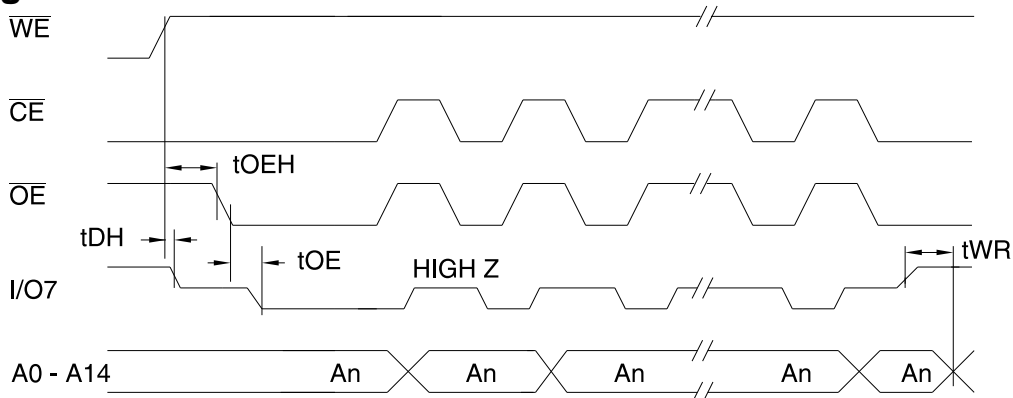 WE
CE
tOEH
OE
tDH
tOE
HIGH Z
tWR
I/O7
A0 - A14 An An An An An